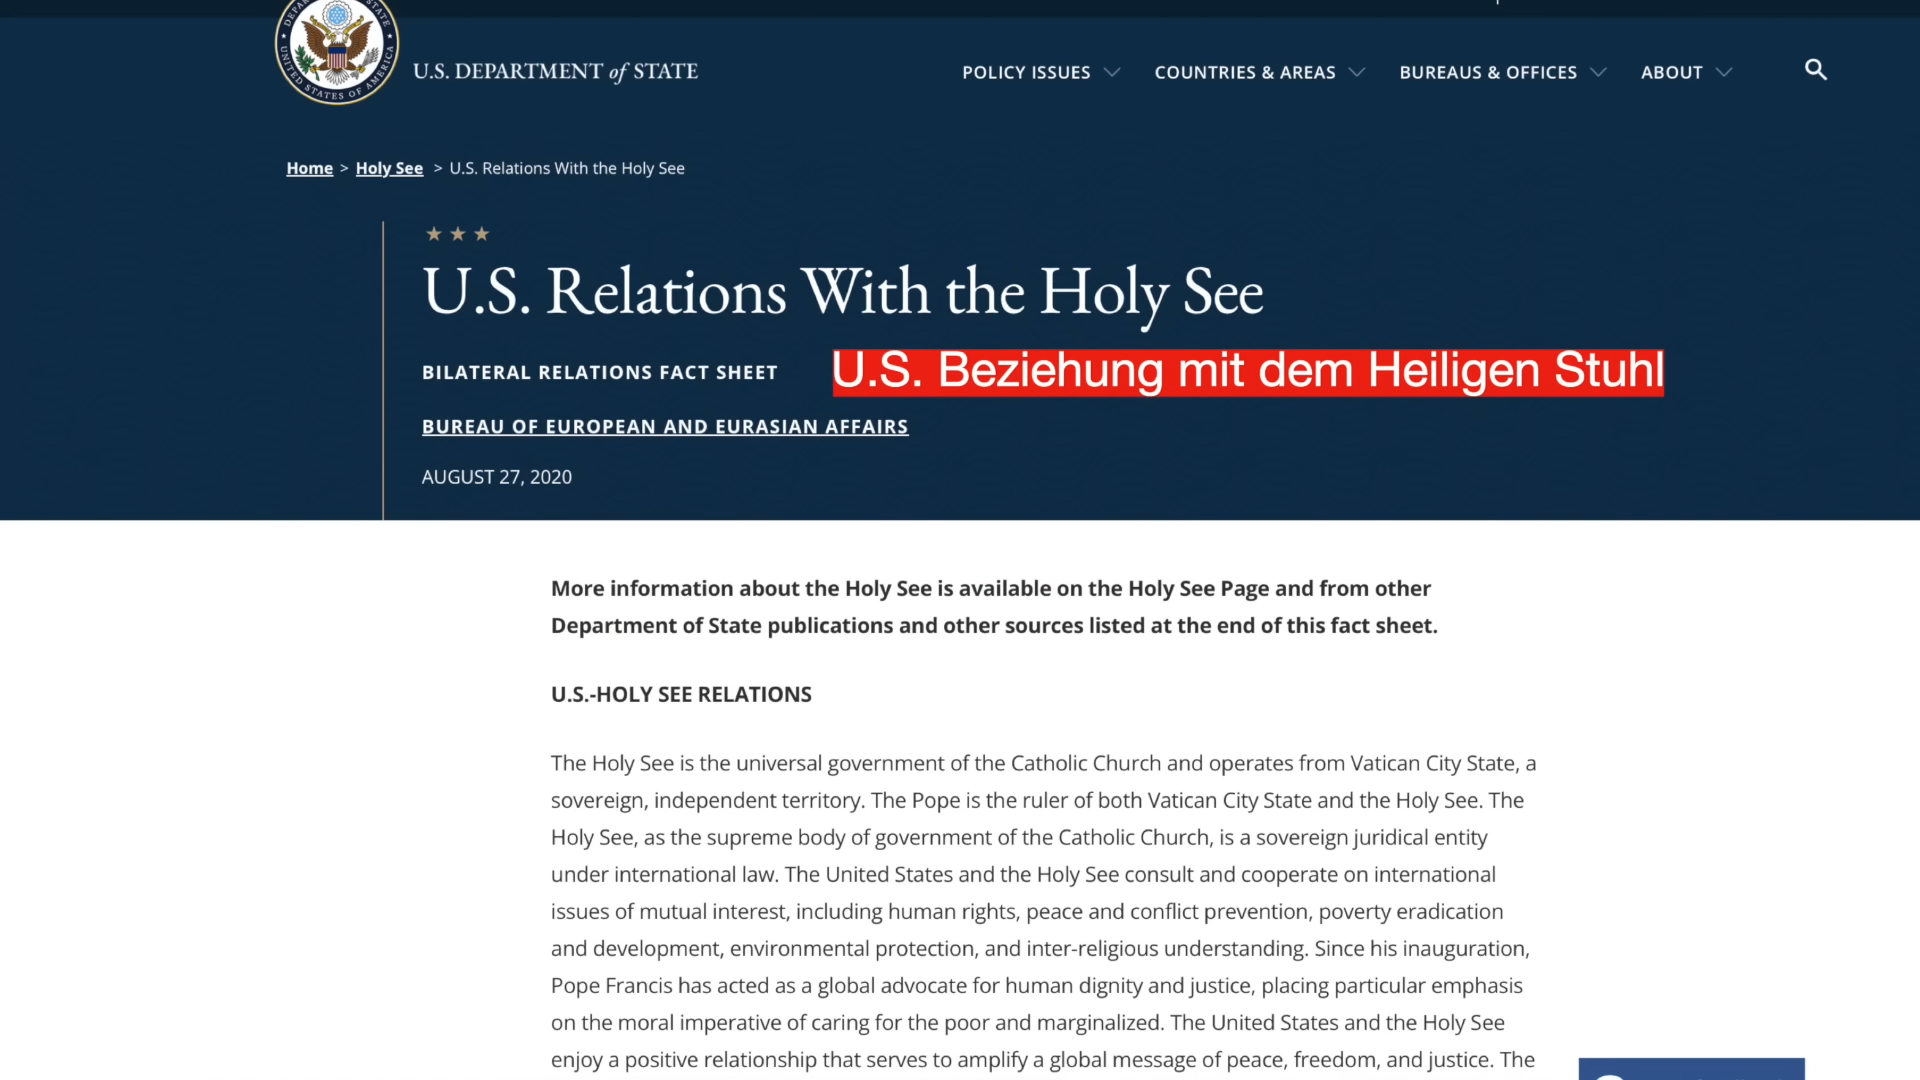 DEPARTMENT STATE
UNITED STATES OF AMERICA
U.S. DEPARTMENT of STATE
POLICY ISSUES
COUNTRIES & AREAS
BUREAUS & OFFICES
ABOUT
Home > Holy See > U.S. Relations With the Holy See
U.S. Relations With the Holy See
BILATERAL RELATIONS FACT SHEET
U.S. Beziehung mit dem Heiligen Stuhl
BUREAU OF EUROPEAN AND EURASIAN AFFAIRS
AUGUST 27, 2020
More information about the Holy See is available on the Holy See Page and from other
Department of State publications and other sources listed at the end of this fact sheet.
U.S.-HOLY SEE RELATIONS
The Holy See is the universal government of the Catholic Church and operates from Vatican City State, a
sovereign, independent territory. The Pope is the ruler of both Vatican City State and the Holy See. The
Holy See, as the supreme body of government of the Catholic Church, is a sovereign juridical entity
under international law. The United States and the Holy See consult and cooperate on international
issues of mutual interest, including human rights, peace and conflict prevention, poverty eradication
and development, environmental protection, and inter-religious understanding. Since his inauguration,
Pope Francis has acted as a global advocate for human dignity and justice, placing particular emphasis
on the moral imperative of caring for the poor and marginalized. The United States and the Holy See
enjoy a positive relationship that serves to amplify a global message of peace, freedom, and justice. The